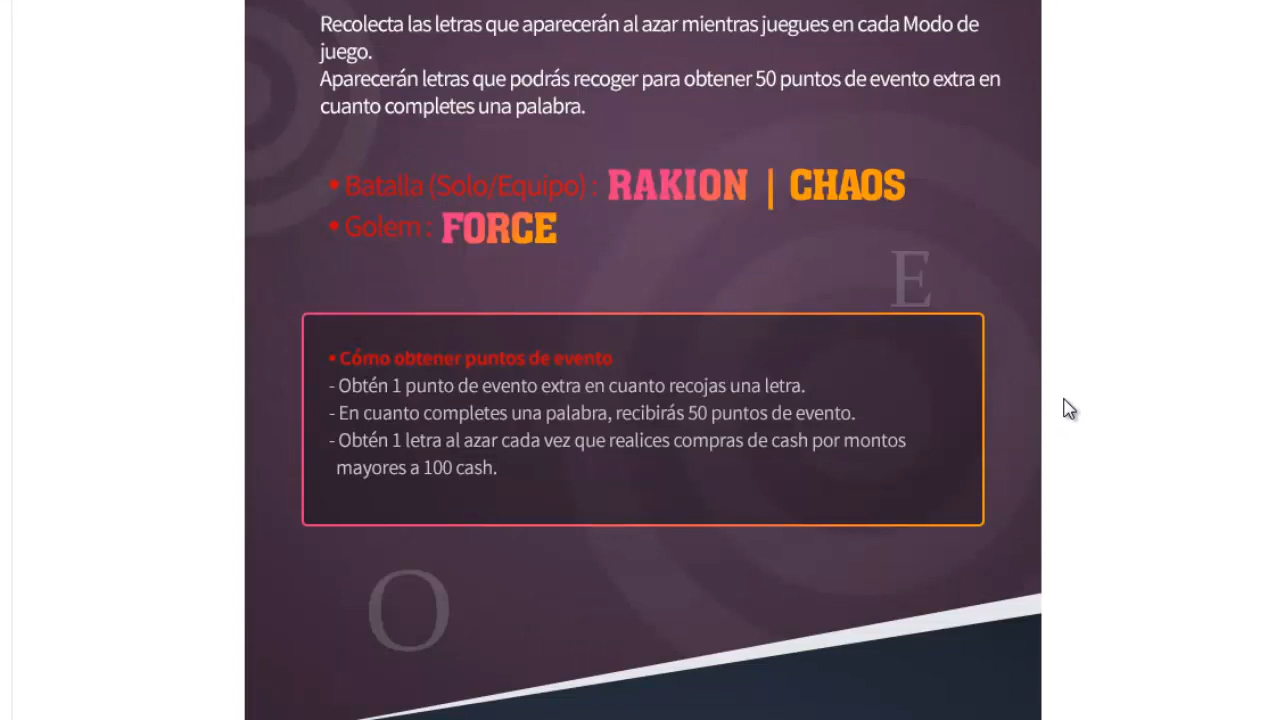 Recolecta las letras que aparecerán al azar mientras juegues en cada Modo de
juego.
Aparecerán letras que podrás recoger para obtener 50 puntos de evento extra en
cuanto completes una palabra.
• Batalla (Solo/Equipo) : RAKION | CHAOS
• Golem : FORCE
E
• Cómo obtener puntos de evento
- Obtén 1 punto de evento extra en cuanto recojas una letra.
- En cuanto completes una palabra, recibirás 50 puntos de evento.
- Obtén 1 letra al azar cada vez que realices compras de cash por montos
mayores a 100 cash.
O